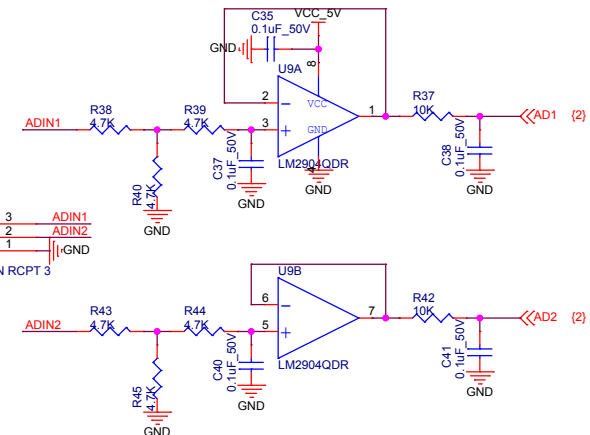 C35
0.1uF_50V
VCC_5V
GND
U9A
8
VCC
2
3
1
GND
4
LM2904QDR
ADIN1
R38
4.7K
R39
4.7K
R40
4.7K
GND
C37
0.1uF_50V
GND
GND
R37
10K
AD1 {2}
C38
0.1uF_50V
GND
3 ADIN1
2 ADIN2
1 GND
N RCPT 3
U9B
6
5
7
LM2904QDR
ADIN2
R43
4.7K
R44
4.7K
R45
4.7K
GND
C40
0.1uF_50V
GND
R42
10K
AD2 {2}
C41
0.1uF_50V
GND